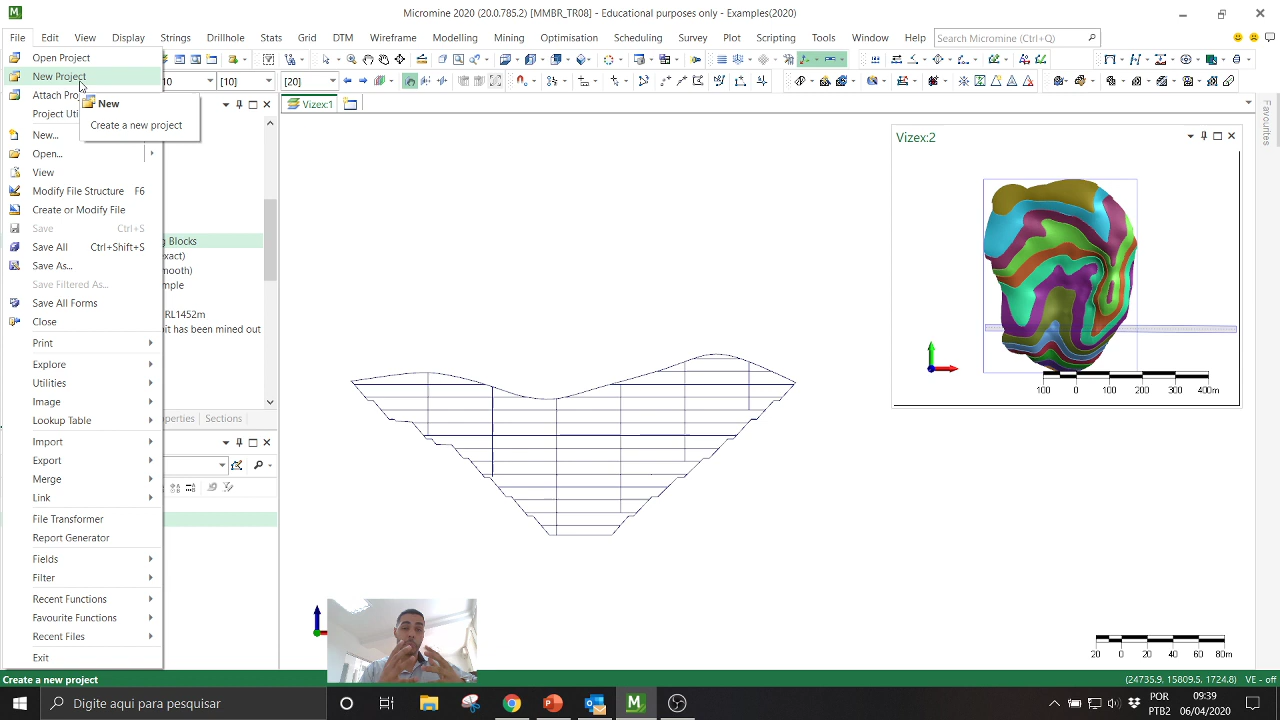 Micromine 2020 (20.0.785.2) [MMBR_TR08] - Educational purposes only - Examples(2020)
File Edit View Display Strings Drillhole Stats Grid DTM Wireframe Modelling Mining Optimisation Scheduling Survey Plot Scripting Tools Window Help Search Micromine (Ctrl+Q)
Open Project
New Project
[10] [20]
Attach Pro
New
Create a new project
Project Uti
New...
Open...
View
Modify File Structure F6
Create or Modify File
Save Ctrl+S
Save All Ctrl+Shift+S
Save As...
Save Filtered As...
Save All Forms
Close
Print
Explore
Utilities
Image
Lookup Table
Import
Export
Merge
Link
File Transformer
Report Generator
Fields
Filter
Recent Functions
Favourite Functions
Recent Files
Exit
Blocks
mooth)
RL1452m
it has been mined out
Sections
Vizex:1
Vizex:2
100 0 100 200 300 400m
Favourites
20 0 20 40 60 80m
Create a new project
(24735.9, 15809.5, 1724.8) VE - off
Digite aqui para pesquisar
POR
PTB2
09:39
06/04/2020